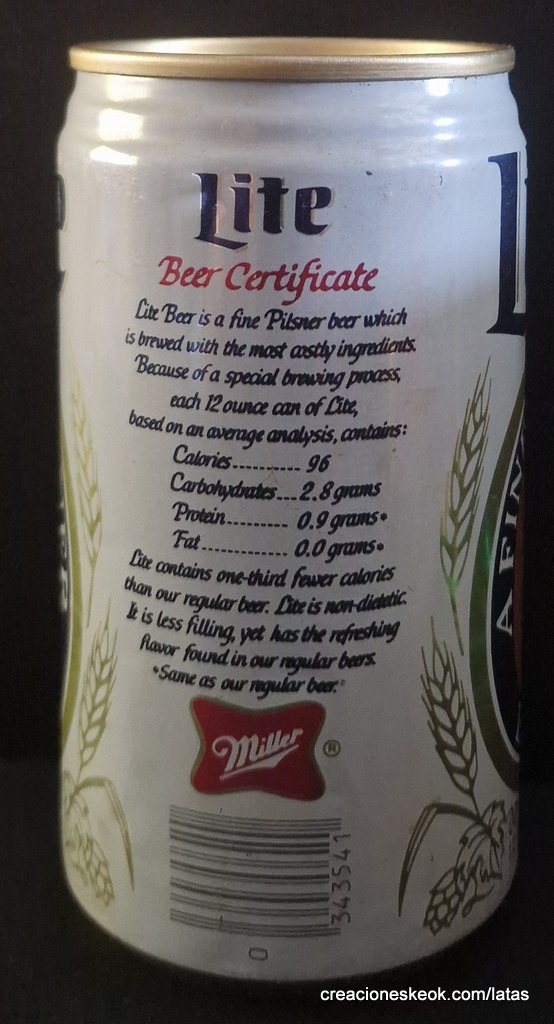 Lite
Beer Certificate
Lite Beer is a fine Pilsner beer which
is brewed with the most costly ingredients.
Because of a special brewing process,
each 12 ounce can of Lite,
based on an average analysis, contains:
Calories........... 96
Carbohydrates....2.8 grams
Protein............ 0.9 grams*
Fat............... 0.0 grams*
Lite contains one-third fewer calories
than our regular beer. Lite is non-dietetic.
It is less filling, yet has the refreshing
flavor found in our regular beers.
*Same as our regular beer.
Miller ®
343541
L
A FIN
creacioneskeok.com/latas